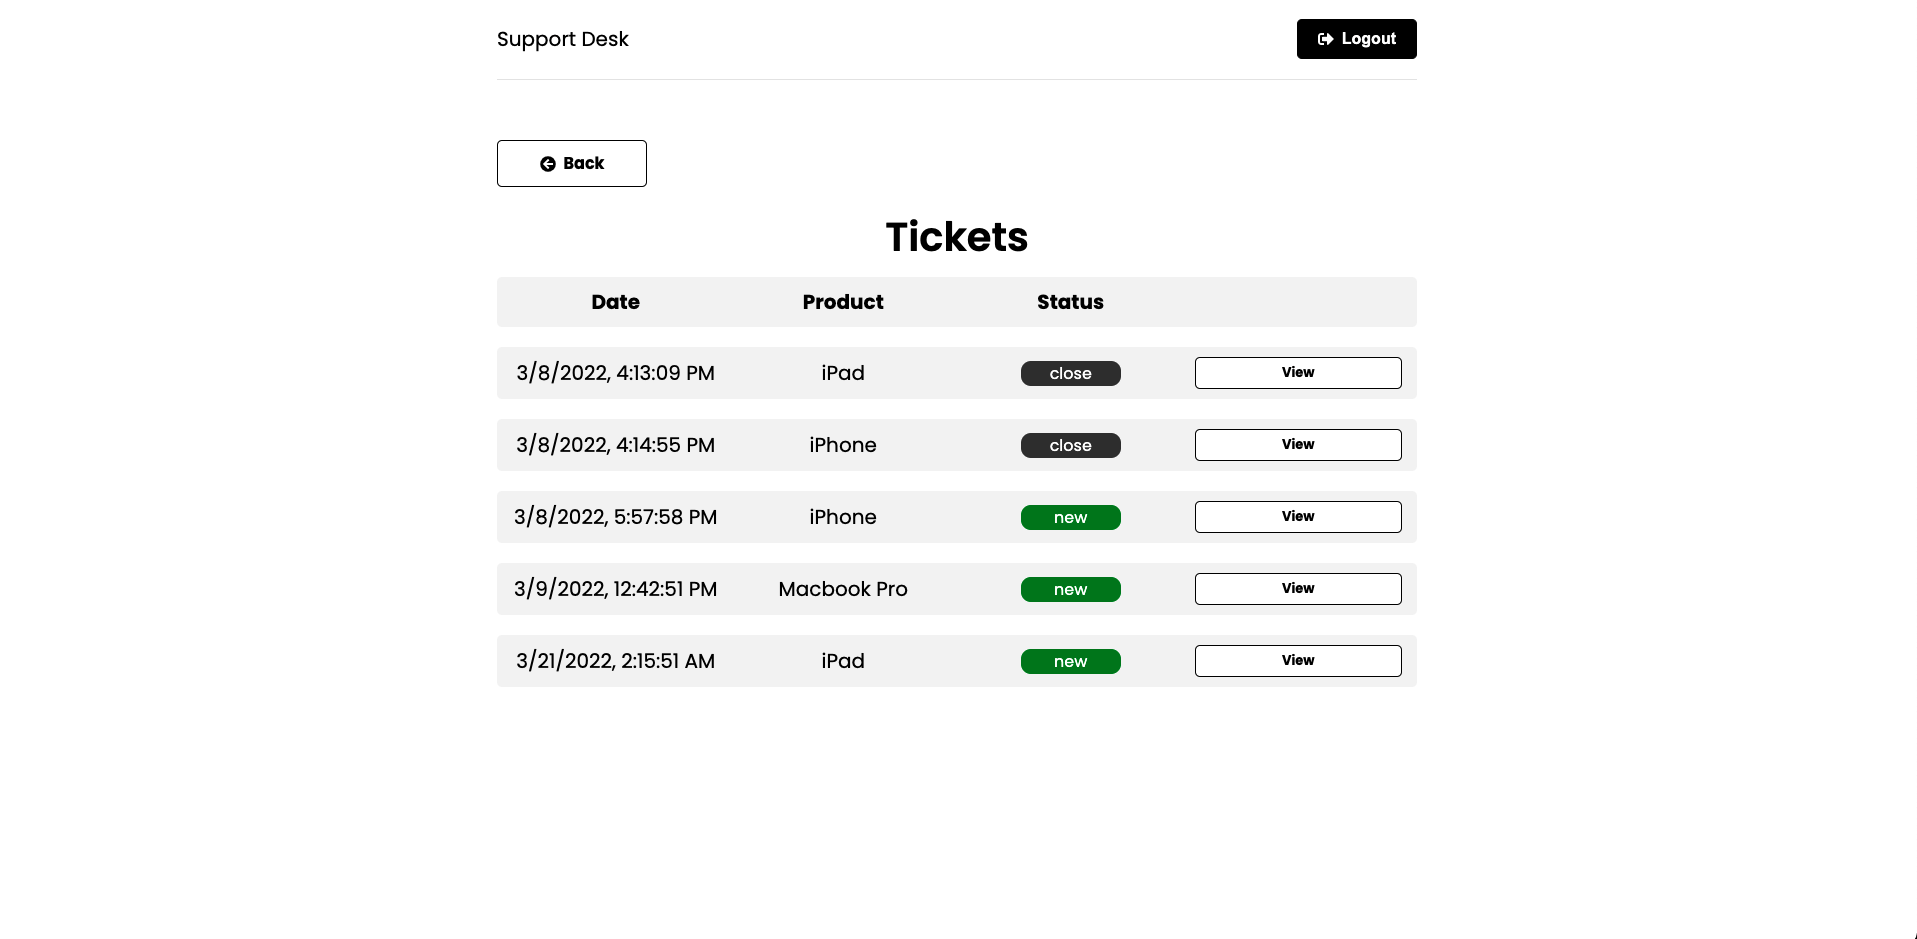 Support Desk
Logout
Back
Tickets
Date Product Status
3/8/2022, 4:13:09 PM iPad close View
3/8/2022, 4:14:55 PM iPhone close View
3/8/2022, 5:57:58 PM iPhone new View
3/9/2022, 12:42:51 PM Macbook Pro new View
3/21/2022, 2:15:51 AM iPad new View